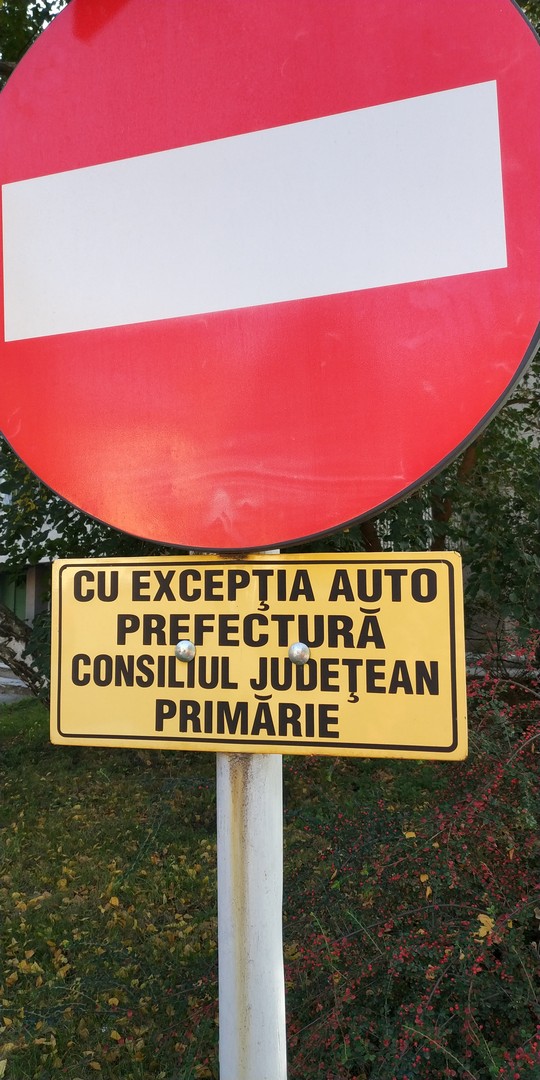 CU EXCEPŢIA AUTO
PREFECTURĂ
CONSILIUL JUDEŢEAN
PRIMĂRIE